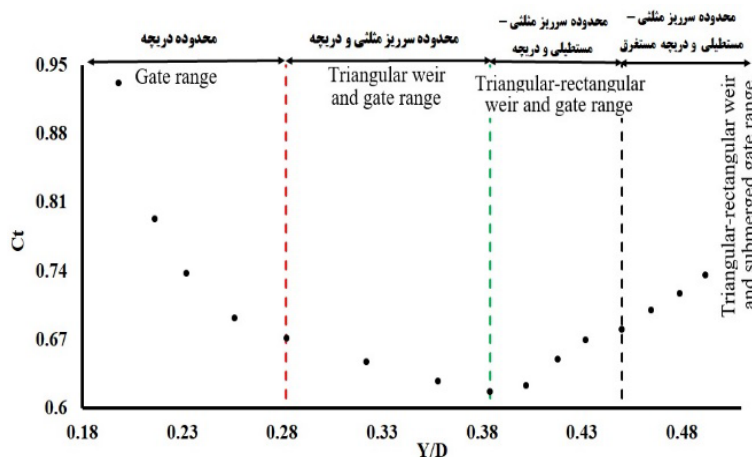 محدوده دریچه
محدوده سرریز مثلثی و دریچه
محدوده سرریز مثلثی –
مستطیلی و دریچه
محدوده سرریز مثلثی –
مستطیلی و دریچه مستغرق
Gate range
Triangular weir
and gate range
Triangular-rectangular
weir and gate range
Triangular-rectangular weir
and submerged gate range
Ct
0.95
0.88
0.81
0.74
0.67
0.6
0.18 0.23 0.28 0.33 0.38 0.43 0.48
Y/D